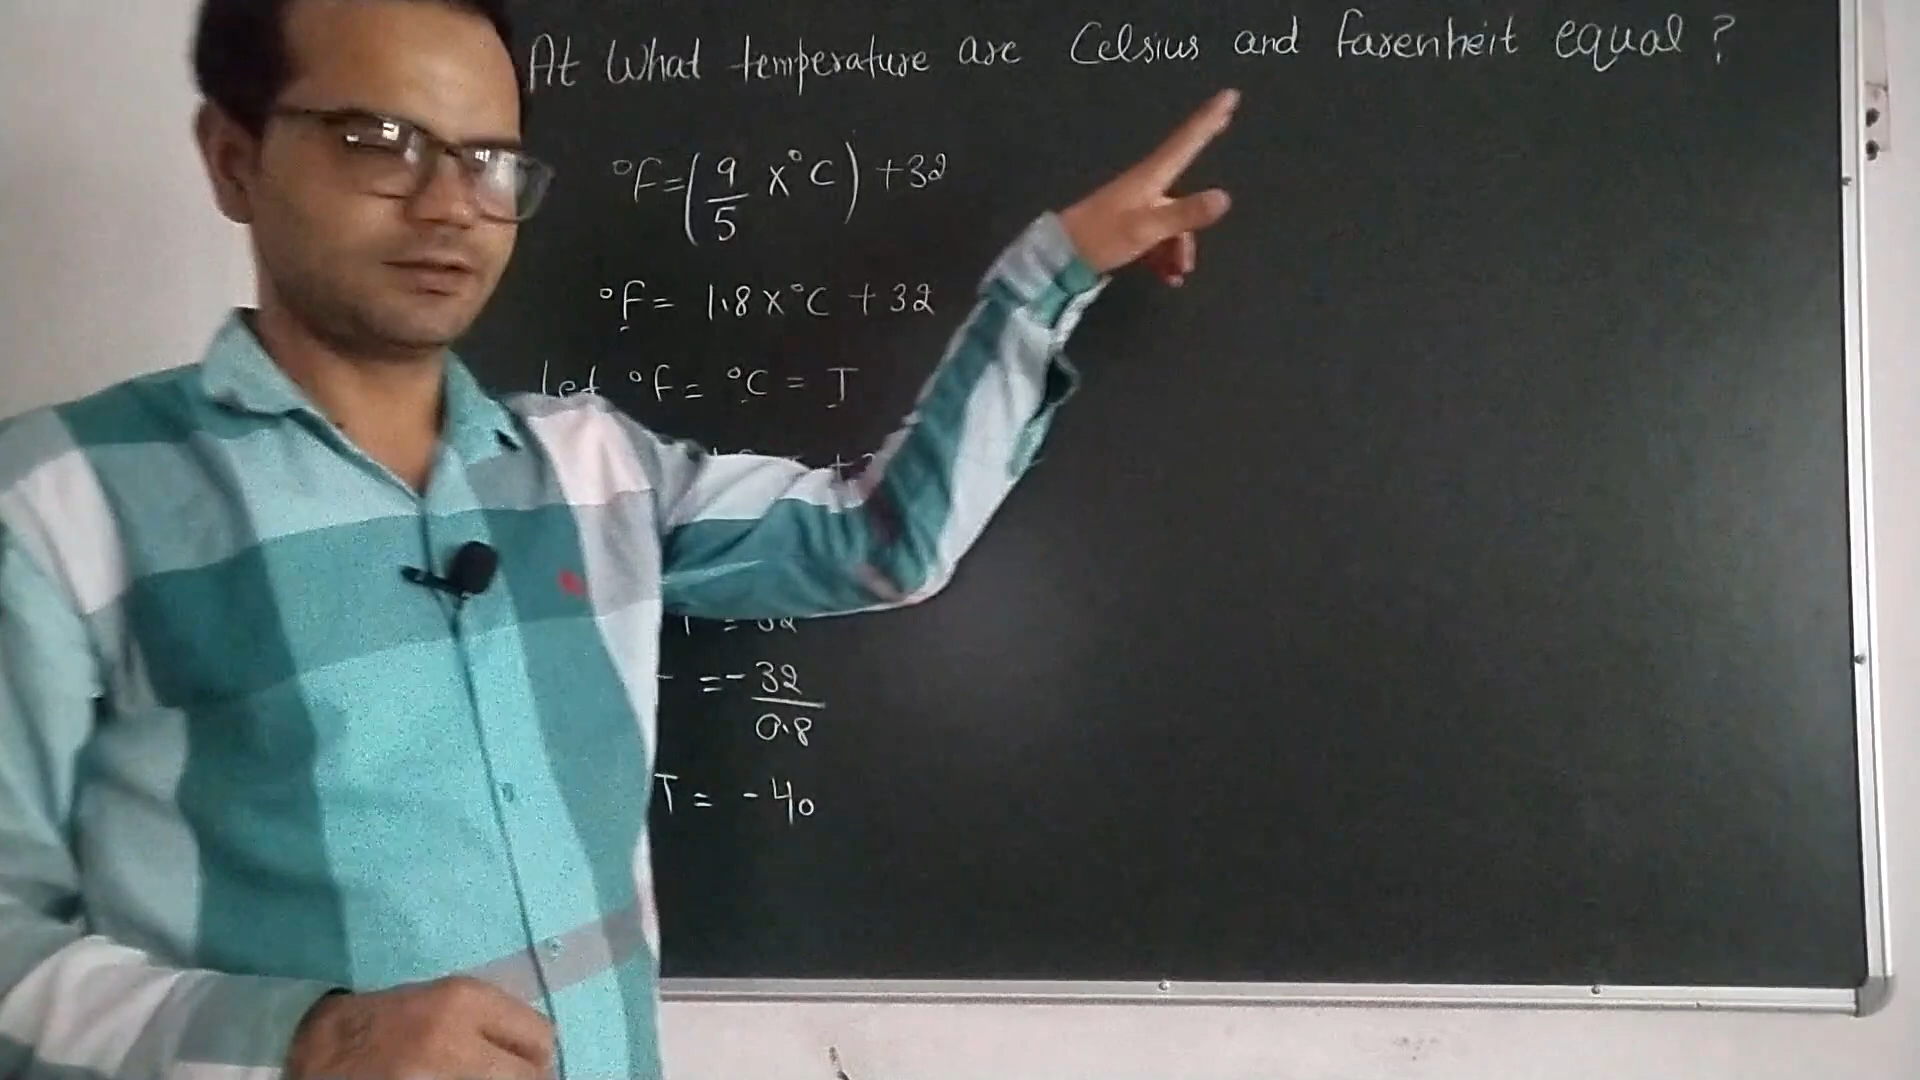 At What temperature are Celsius and farenheit equal ?
°F = (9/5 x °C) + 32
°F = 1.8 x °C + 32
Let °F = °C = T
= - 32/0.8
T = - 40